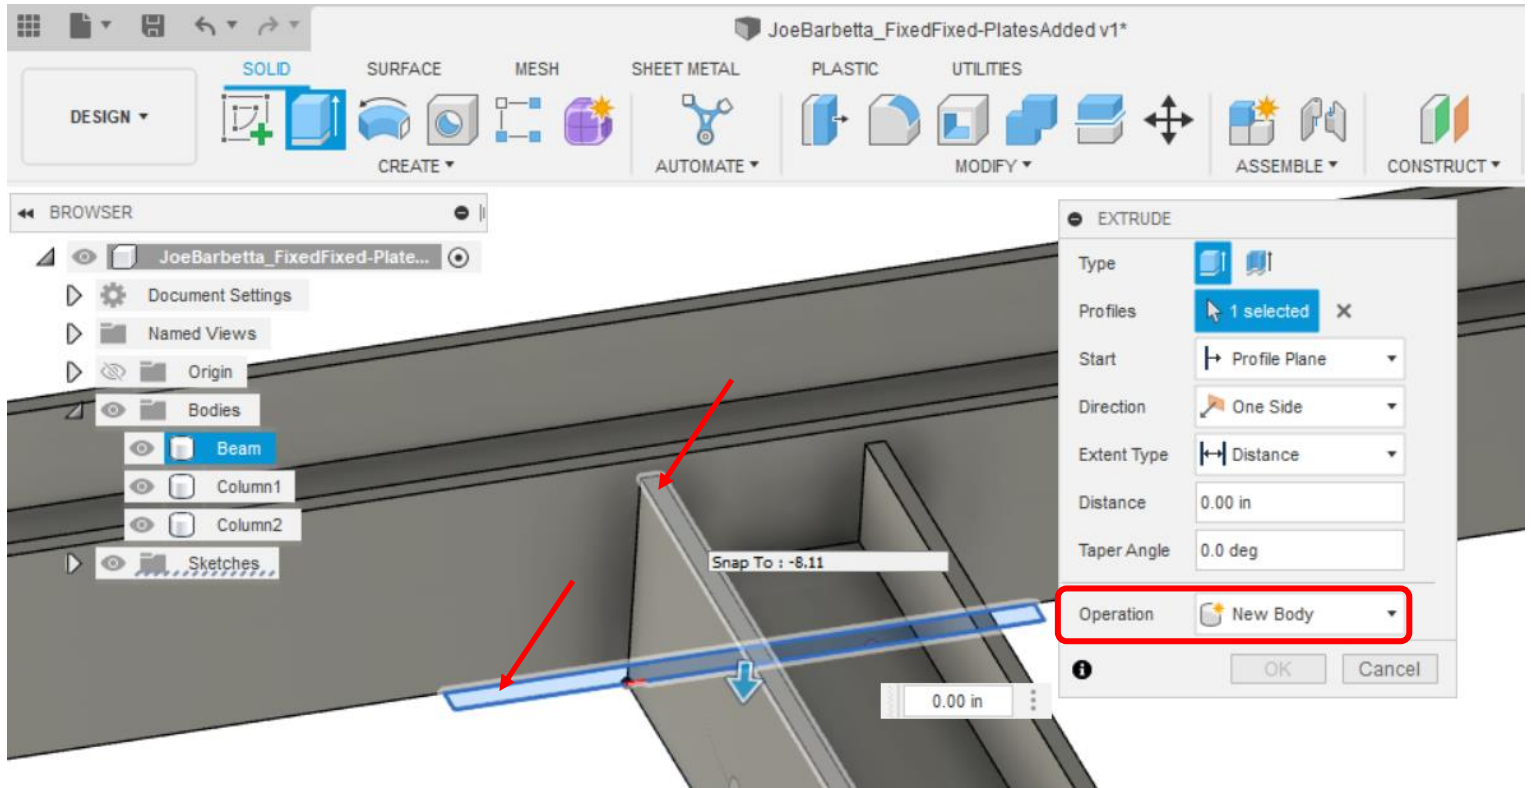 JoeBarbetta_FixedFixed-PlatesAdded v1*
SOLID SURFACE MESH SHEET METAL PLASTIC UTILITIES
DESIGN
CREATE AUTOMATE MODIFY ASSEMBLE CONSTRUCT
BROWSER
JoeBarbetta_FixedFixed-Plate...
Document Settings
Named Views
Origin
Bodies
Beam
Column1
Column2
Sketches
Snap To : -8.11
0.00 in
EXTRUDE
Type
Profiles 1 selected
Start Profile Plane
Direction One Side
Extent Type Distance
Distance 0.00 in
Taper Angle 0.0 deg
Operation New Body
OK Cancel